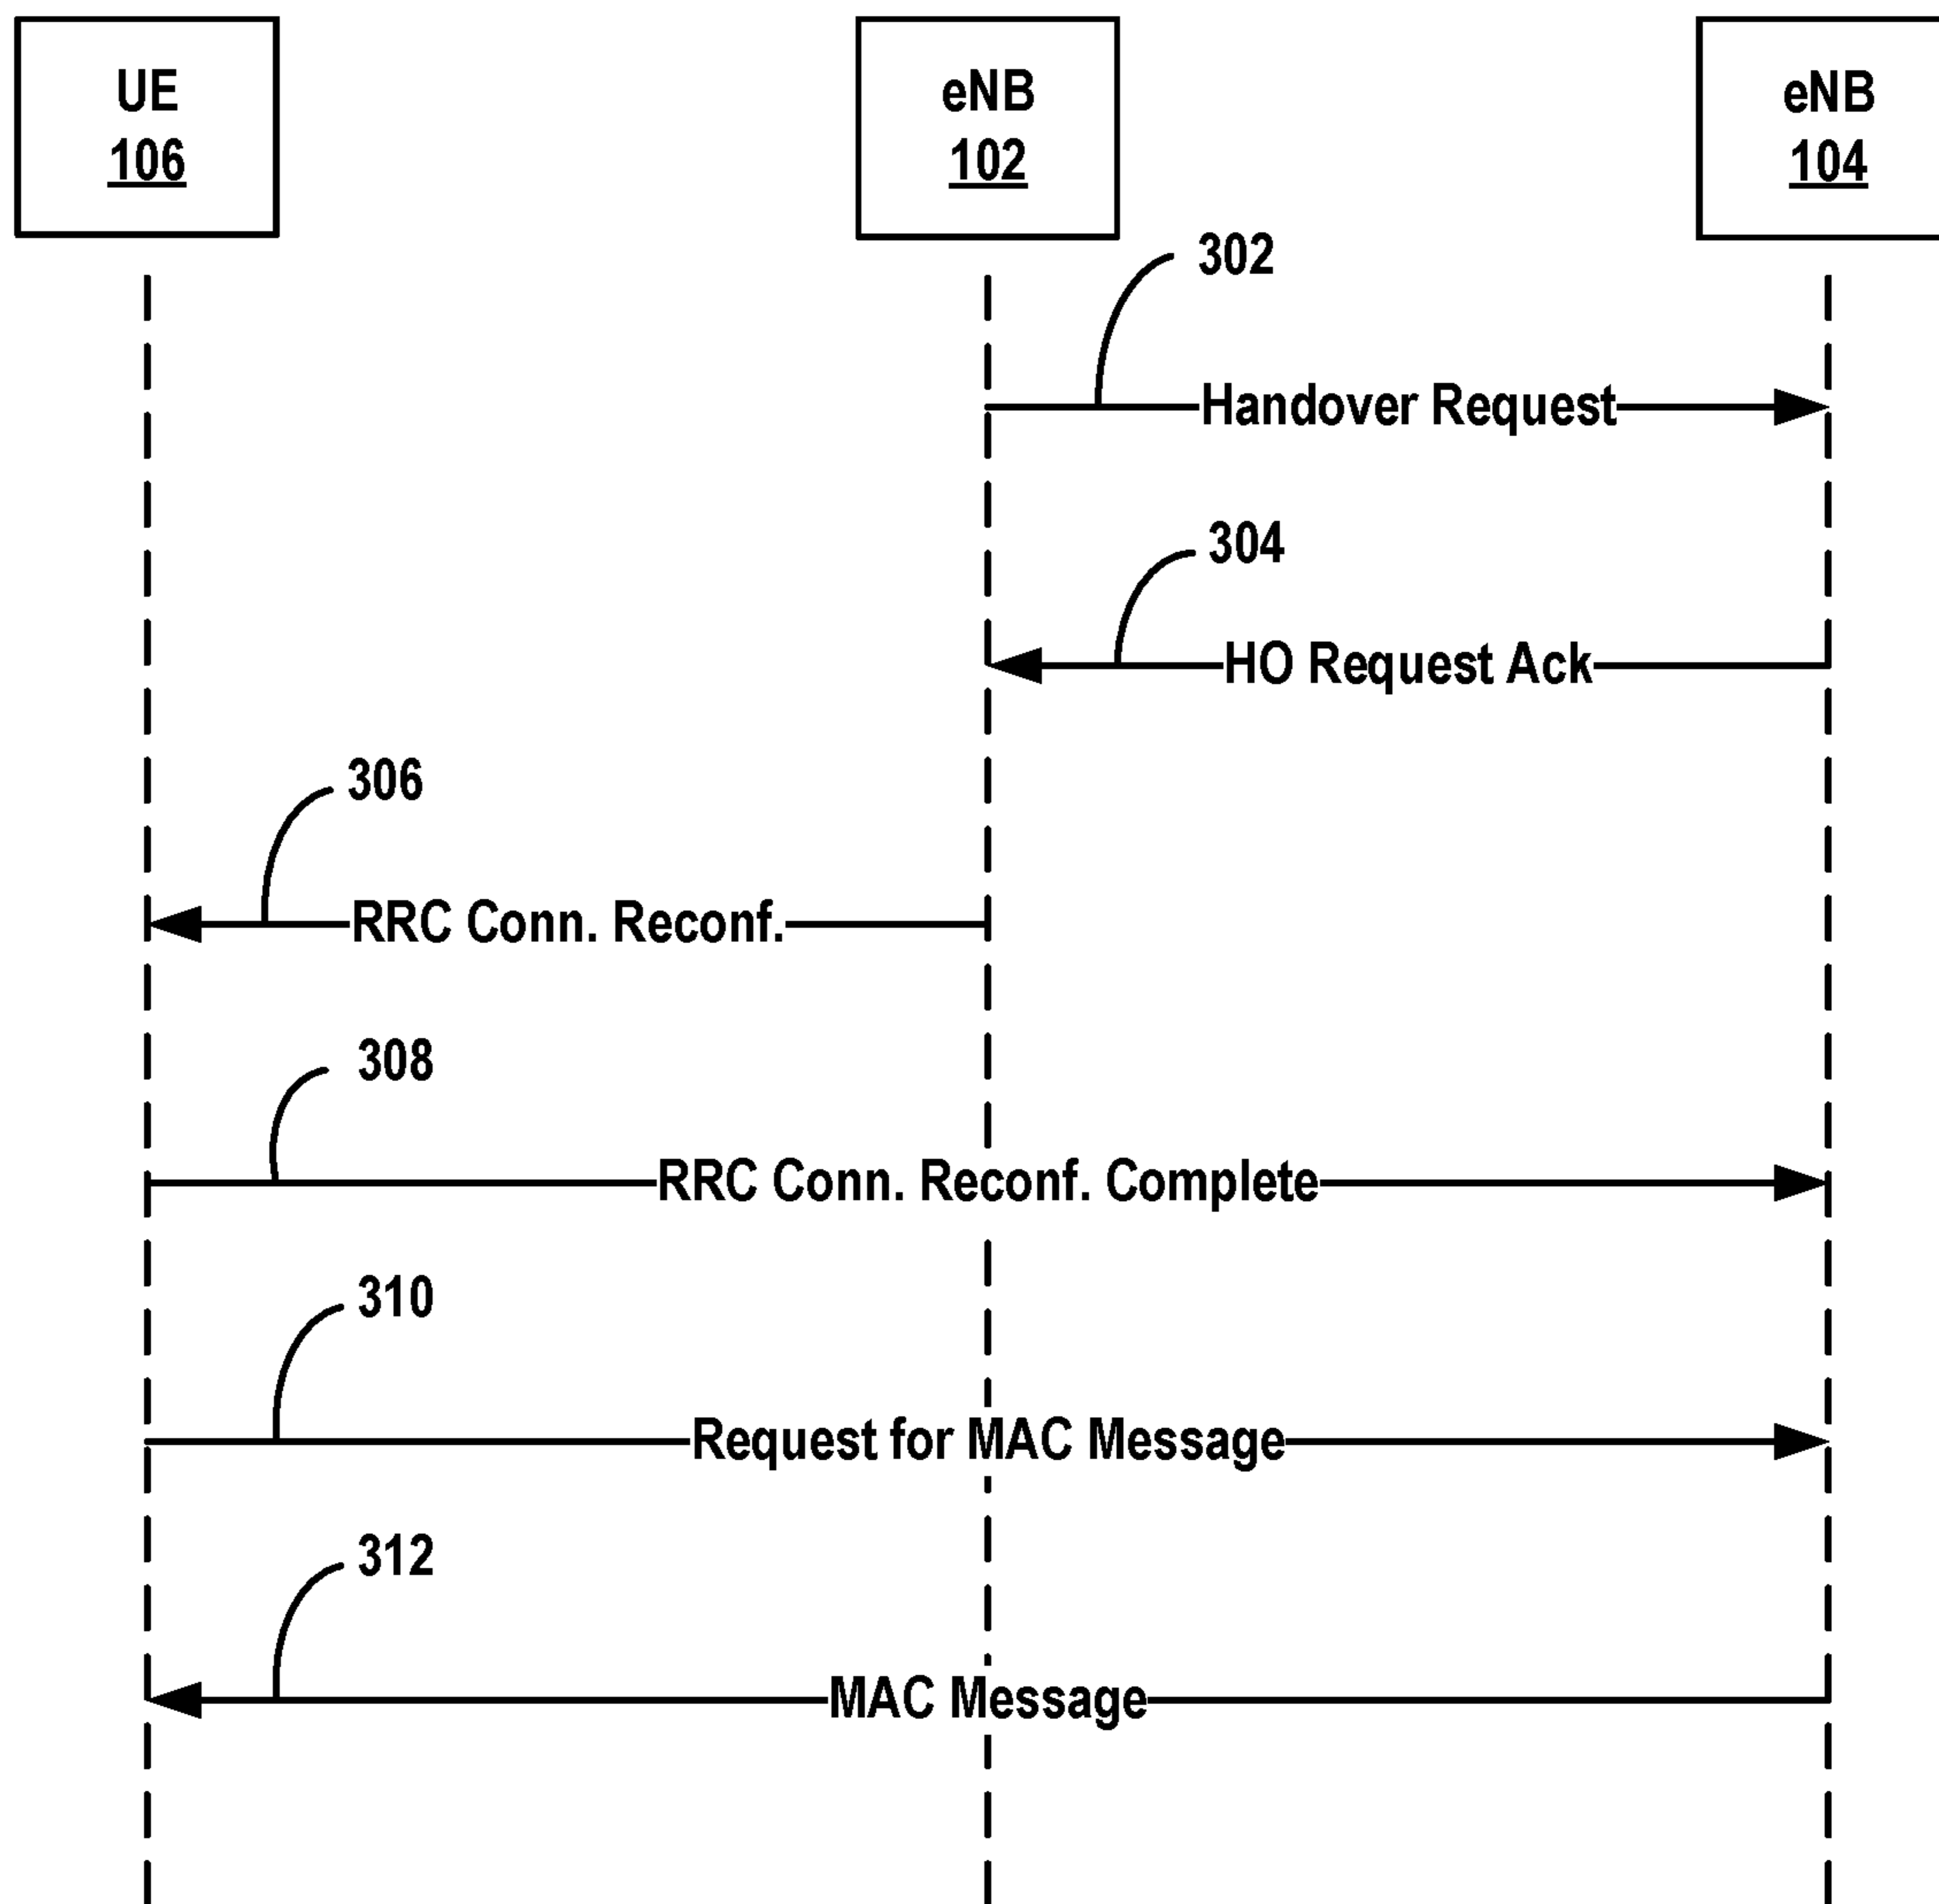 UE
106
eNB
102
eNB
104
302
Handover Request
304
HO Request Ack
306
RRC Conn. Reconf.
308
RRC Conn. Reconf. Complete
310
Request for MAC Message
312
MAC Message